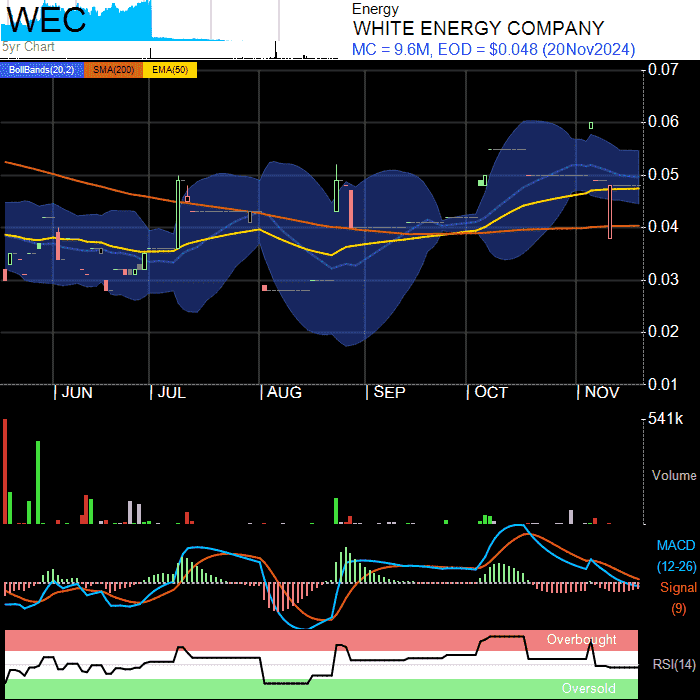 WEC
5yr Chart
Energy
WHITE ENERGY COMPANY
MC = 9.6M, EOD = $0.048 (20Nov2024)
BollBands(20,2) SMA(200) EMA(50)
0.07
0.06
0.05
0.04
0.03
0.02
0.01
JUN JUL AUG SEP OCT NOV
541k
Volume
MACD
(12-26)
Signal
(9)
Overbought
RSI(14)
Oversold